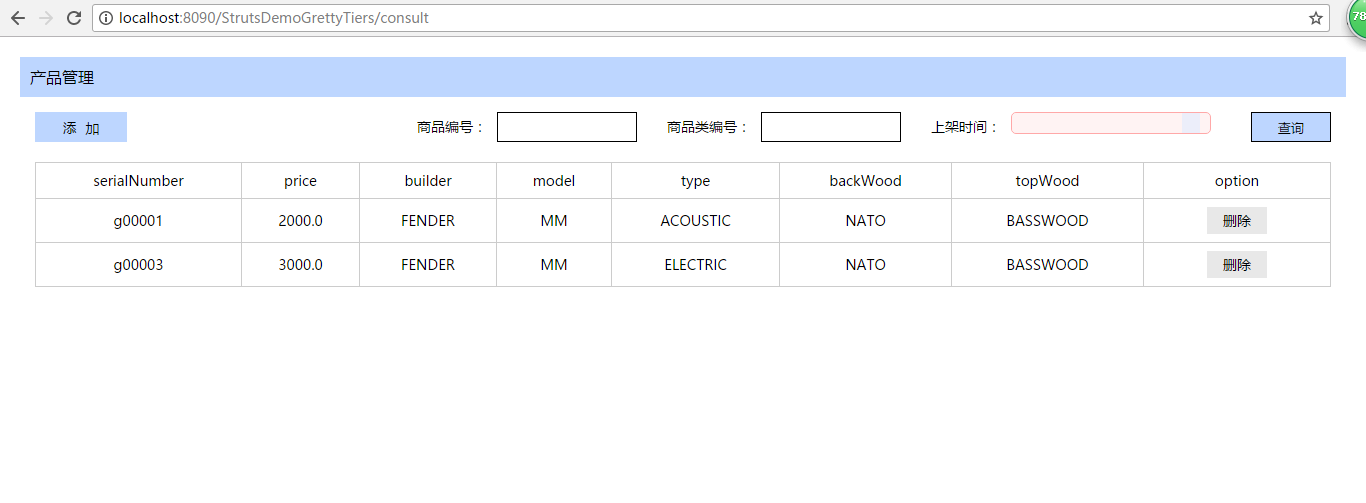 localhost:8090/StrutsDemoGrettyTiers/consult
78
产品管理
添 加 商品编号： 商品类编号： 上架时间： 查询
serialNumber price builder model type backWood topWood option
g00001 2000.0 FENDER MM ACOUSTIC NATO BASSWOOD 删除
g00003 3000.0 FENDER MM ELECTRIC NATO BASSWOOD 删除